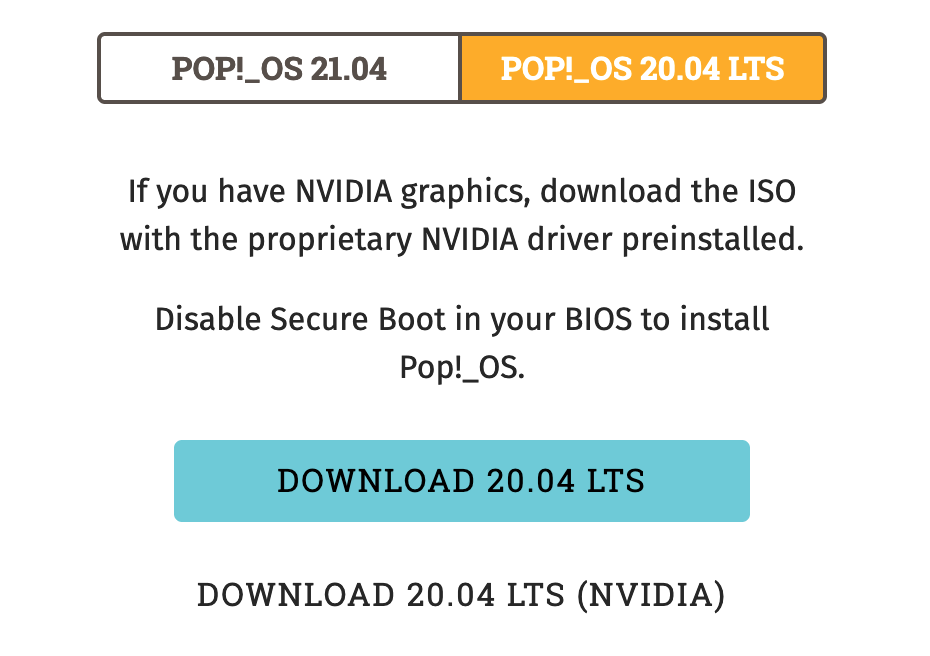 POP!_OS 21.04
POP!_OS 20.04 LTS
If you have NVIDIA graphics, download the ISO
with the proprietary NVIDIA driver preinstalled.
Disable Secure Boot in your BIOS to install
Pop!_OS.
DOWNLOAD 20.04 LTS
DOWNLOAD 20.04 LTS (NVIDIA)